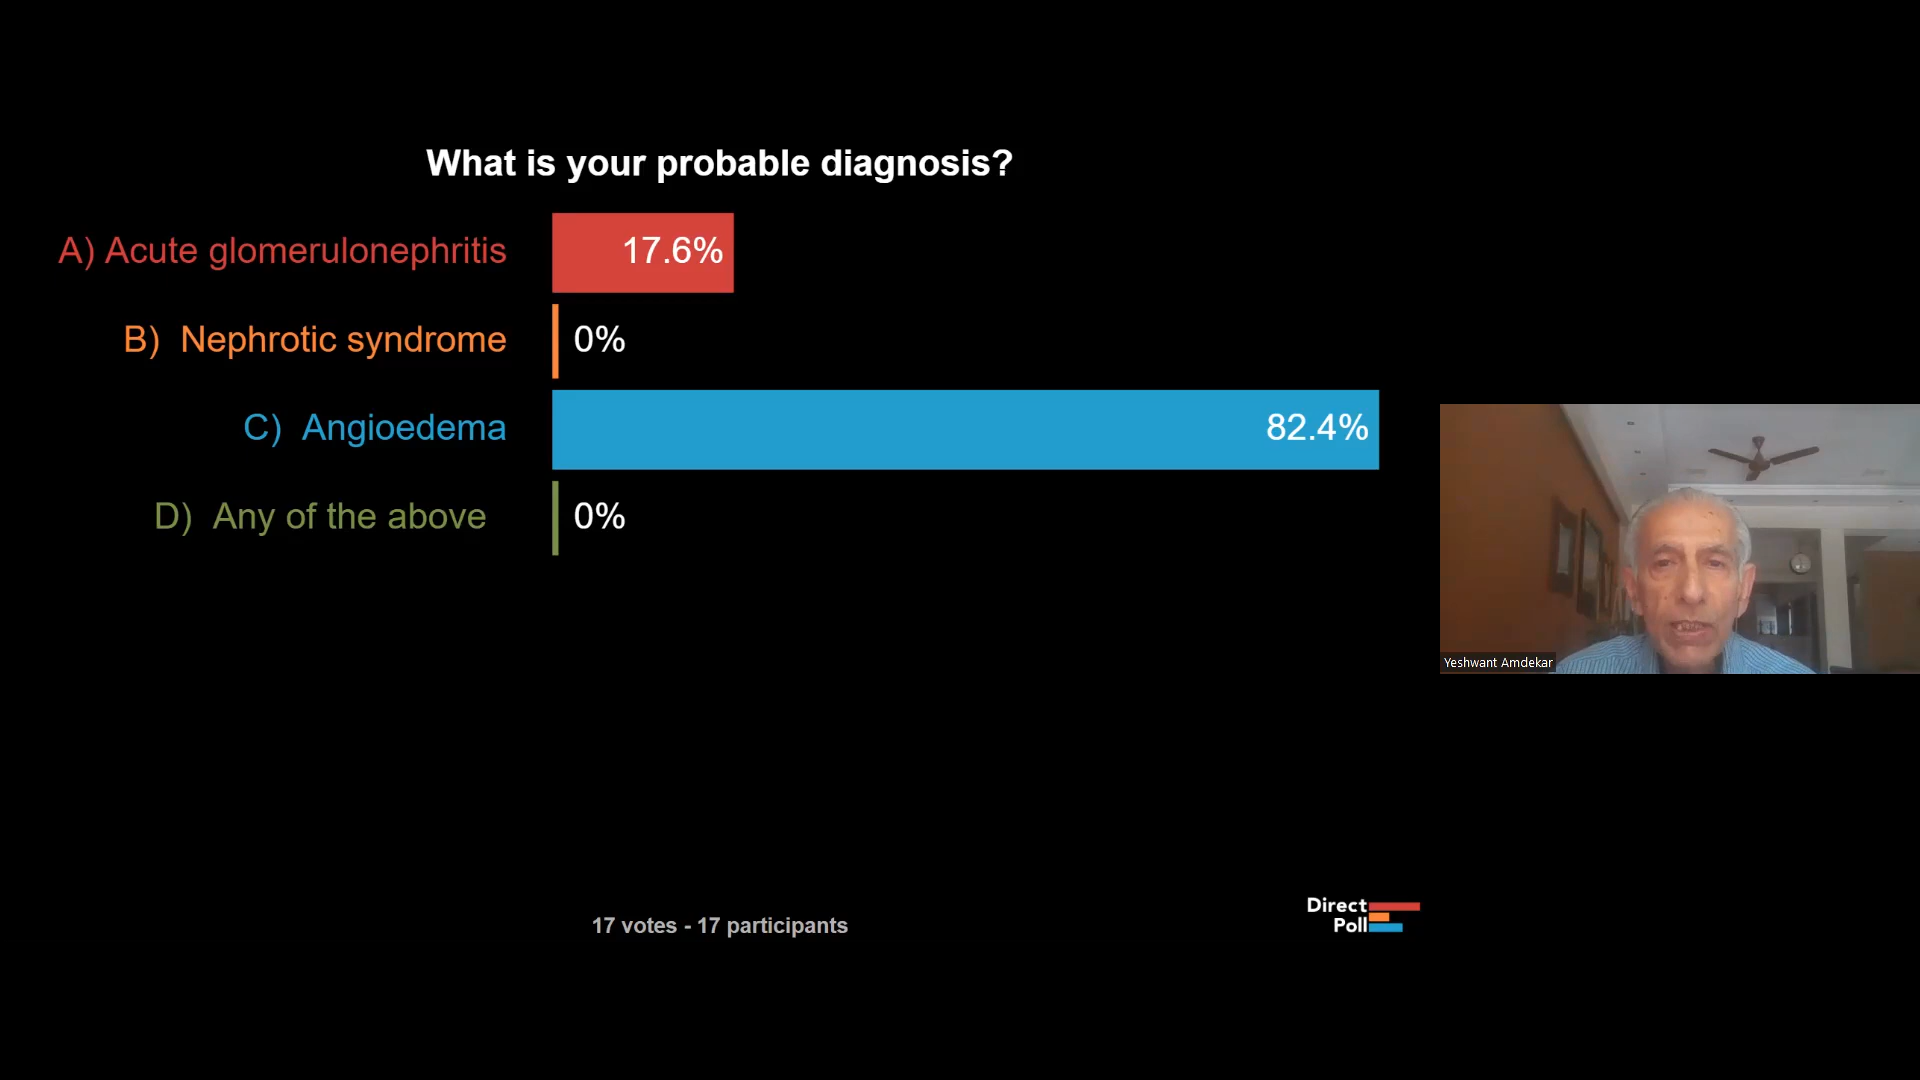 What is your probable diagnosis?
A) Acute glomerulonephritis 17.6%
B) Nephrotic syndrome 0%
C) Angioedema 82.4%
D) Any of the above 0%
Yeshwant Amdekar
17 votes - 17 participants
Direct
Poll